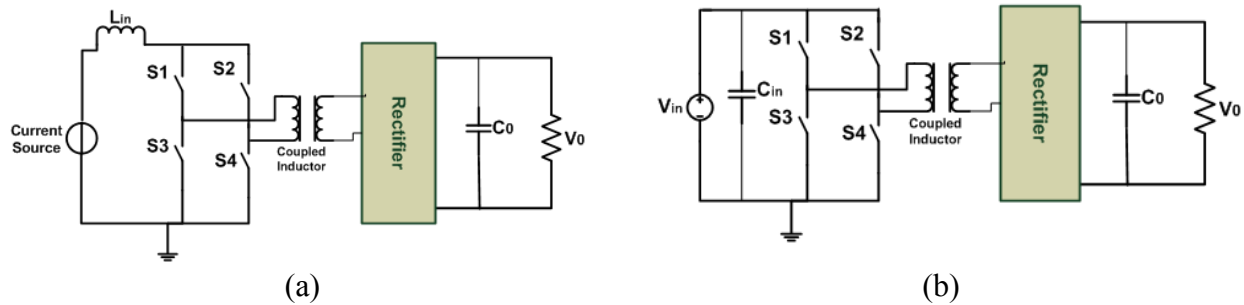 Lin
S1
S2
Current
Source
S3
S4
Coupled
Inductor
Rectifier
C0
V0
(a)
Vin
Cin
S1
S2
S3
S4
Coupled
Inductor
Rectifier
C0
V0
(b)